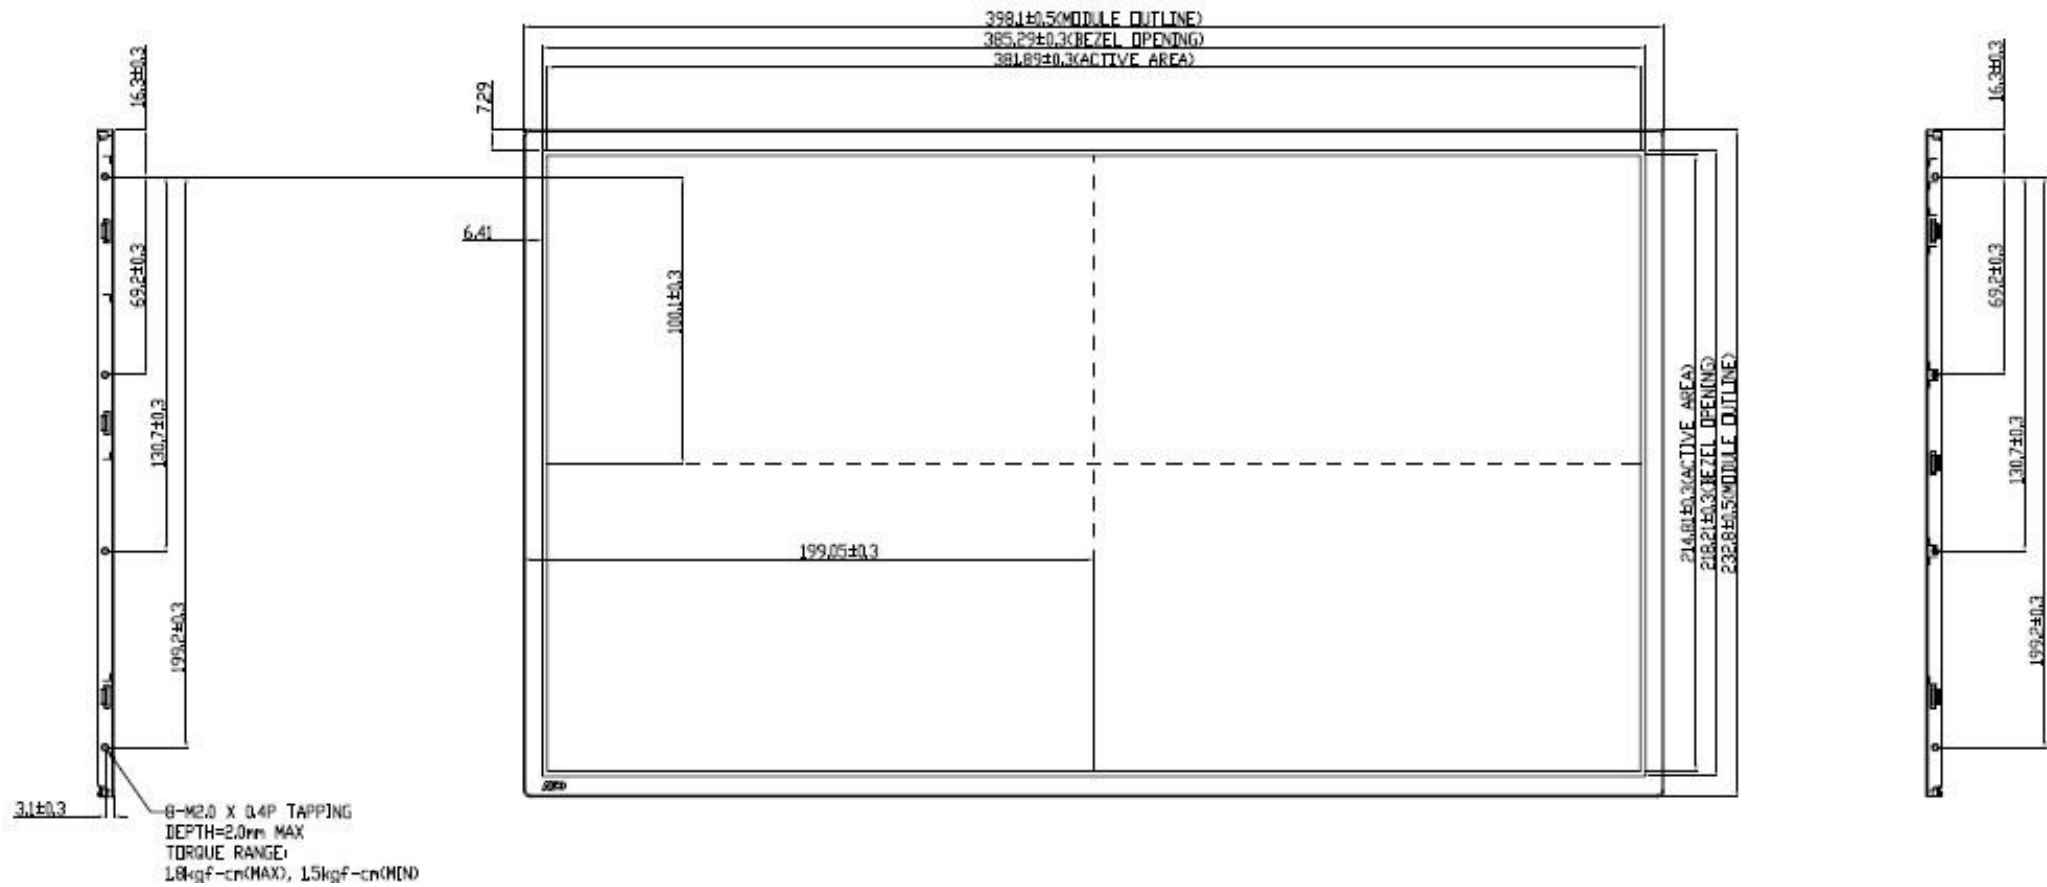 398.1±0.5(MODULE OUTLINE)
385.29±0.3(BEZEL OPENING)
381.89±0.3(ACTIVE AREA)
16.3±0.3
7.29
16.3±0.3
6.41
69.2±0.3
100.1±0.3
69.2±0.3
130.7±0.3
214.81±0.3(ACTIVE AREA)
218.21±0.3(BEZEL OPENING)
232.8±0.5(MODULE OUTLINE)
130.7±0.3
199.05±0.3
199.2±0.3
199.2±0.3
3.1±0.3
8-M2.0 X 0.4P TAPPING
DEPTH=2.0mm MAX
TORQUE RANGE:
1.8kgf-cm(MAX), 1.5kgf-cm(MIN)